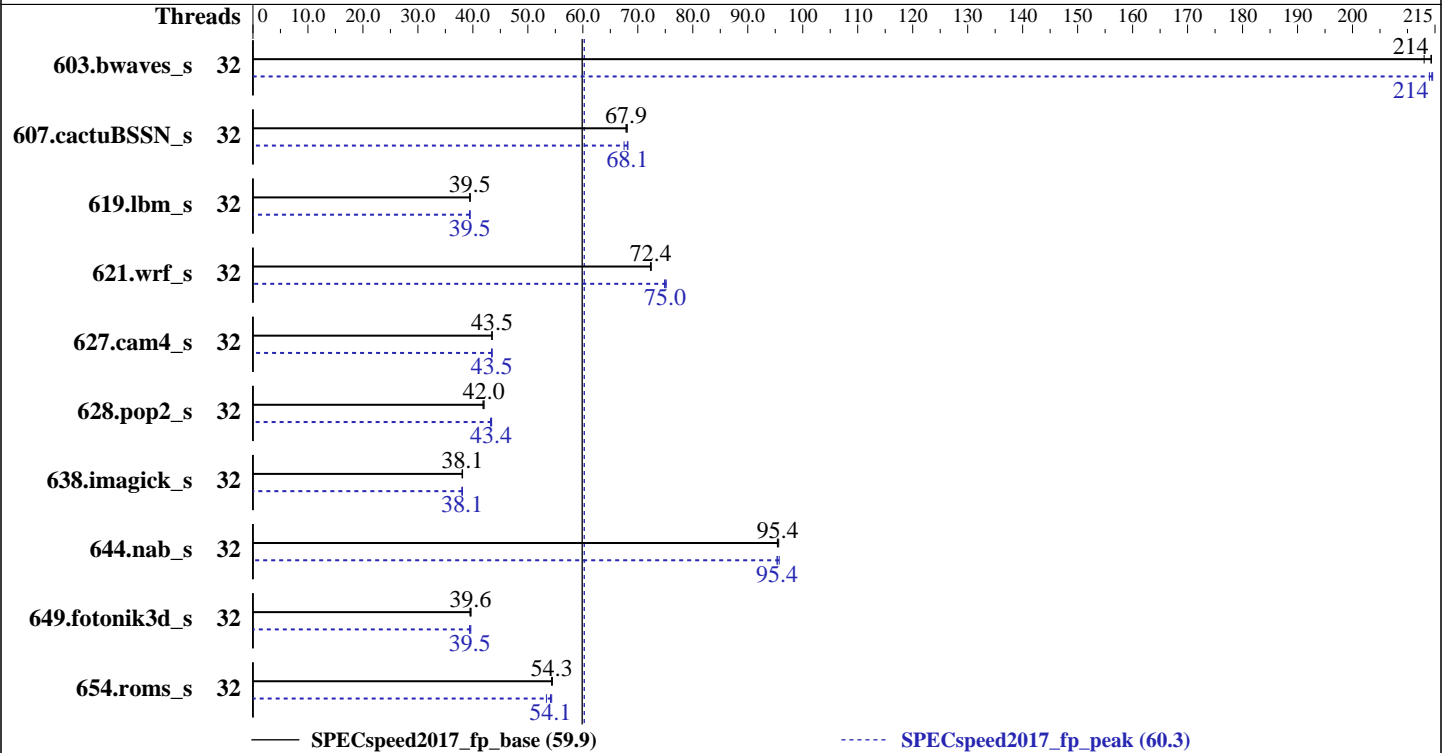 Threads 0 10.0 20.0 30.0 40.0 50.0 60.0 70.0 80.0 90.0 100 110 120 130 140 150 160 170 180 190 200 215
603.bwaves_s 32 214
214
607.cactuBSSN_s 32 67.9
68.1
619.lbm_s 32 39.5
39.5
621.wrf_s 32 72.4
75.0
627.cam4_s 32 43.5
43.5
628.pop2_s 32 42.0
43.4
638.imagick_s 32 38.1
38.1
644.nab_s 32 95.4
95.4
649.fotonik3d_s 32 39.6
39.5
654.roms_s 32 54.3
54.1
SPECspeed2017_fp_base (59.9) SPECspeed2017_fp_peak (60.3)